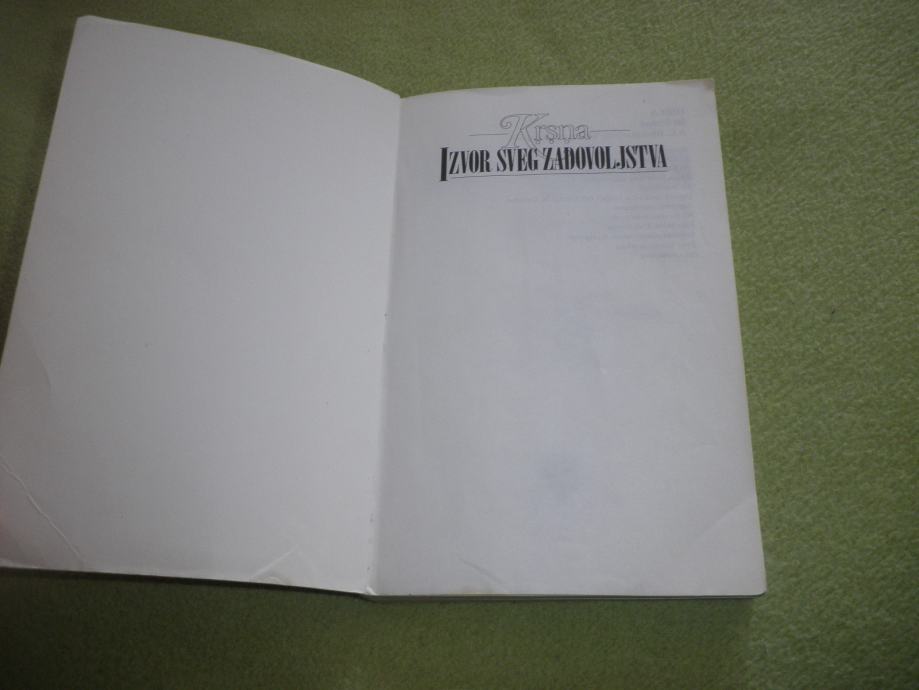 Kṛṣṇa
IZVOR SVEG ZADOVOLJSTVA